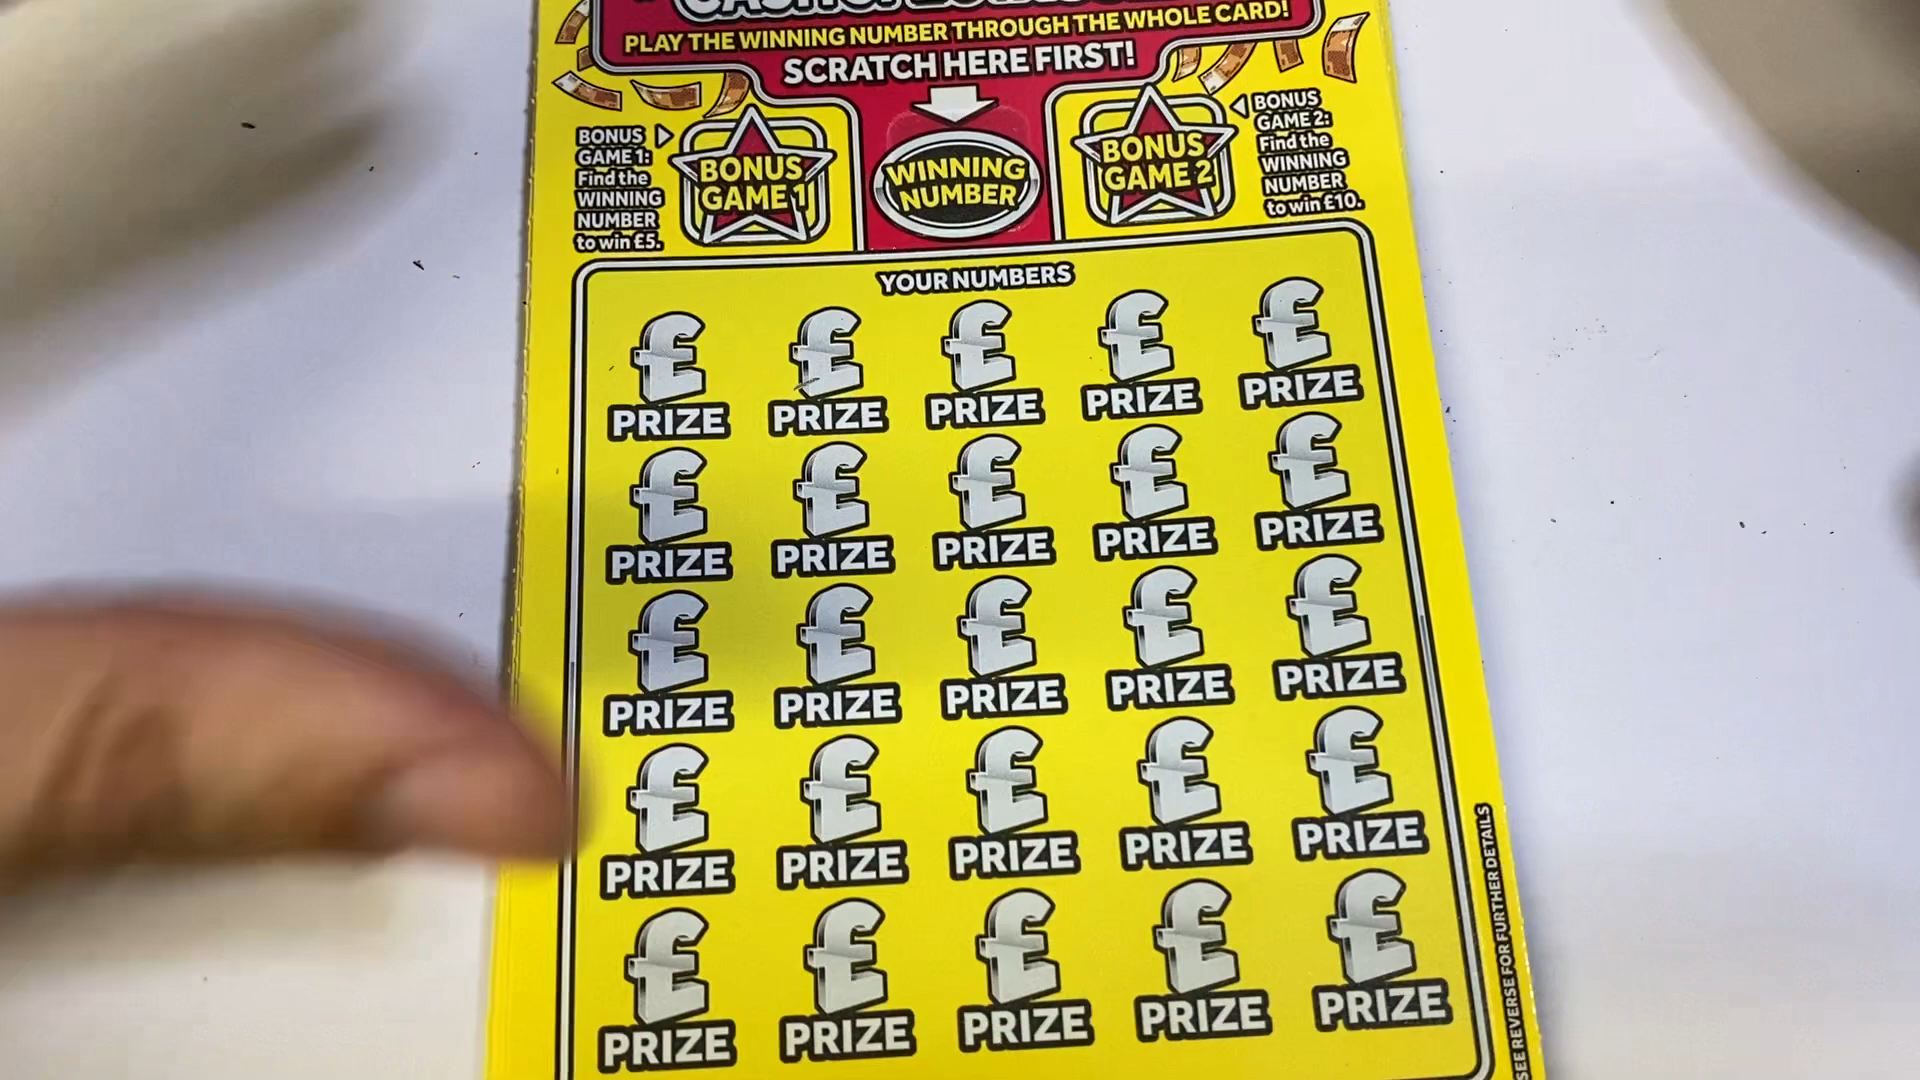 PLAY THE WINNING NUMBER THROUGH THE WHOLE CARD!
SCRATCH HERE FIRST!
BONUS
GAME 1:
Find the
WINNING
NUMBER
to win £5.
BONUS
GAME 1
WINNING
NUMBER
BONUS
GAME 2
BONUS
GAME 2:
Find the
WINNING
NUMBER
to win £10.
YOUR NUMBERS
£ £ £ £ £
PRIZE PRIZE PRIZE PRIZE PRIZE
£ £ £ £ £
PRIZE PRIZE PRIZE PRIZE PRIZE
£ £ £ £ £
PRIZE PRIZE PRIZE PRIZE PRIZE
£ £ £ £ £
PRIZE PRIZE PRIZE PRIZE PRIZE
£ £ £ £ £
PRIZE PRIZE PRIZE PRIZE PRIZE
SEE REVERSE FOR FURTHER DETAILS